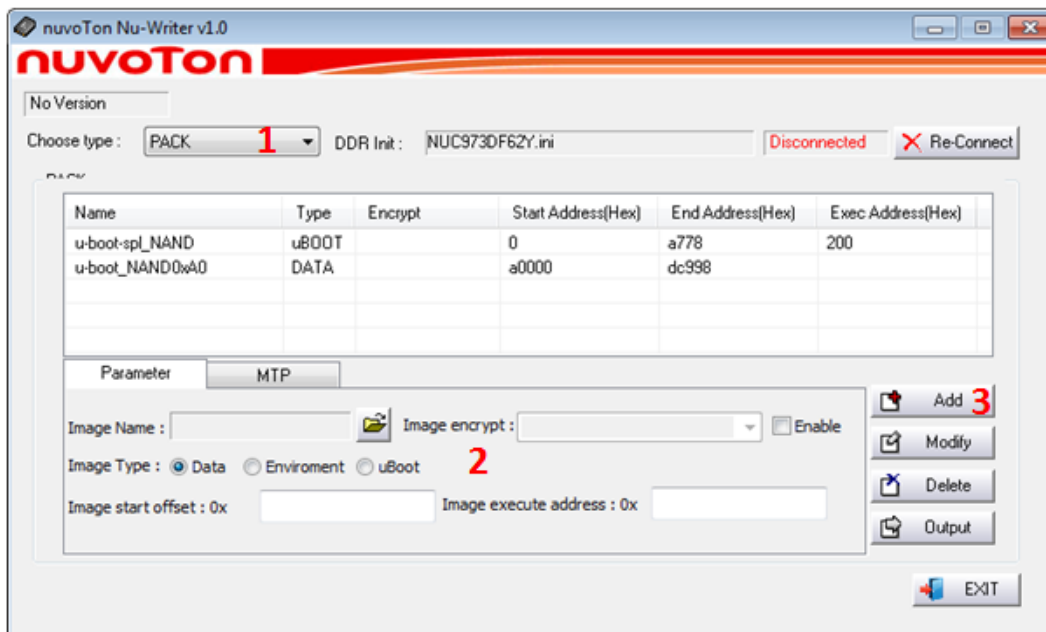 nuvoTon Nu-Writer v1.0
nuvoTon
No Version
Choose type : PACK 1 DDR Init : NUC973DF62Y.ini Disconnected Re-Connect
PACK
Name Type Encrypt Start Address(Hex) End Address(Hex) Exec Address(Hex)
u-boot-spl_NAND uBOOT 0 a778 200
u-boot_NAND0xA0 DATA a0000 dc998
Parameter MTP
Add 3
Image Name : Image encrypt : Enable
Modify
Image Type : Data Enviroment uBoot 2
Delete
Image start offset : 0x Image execute address : 0x
Output
EXIT